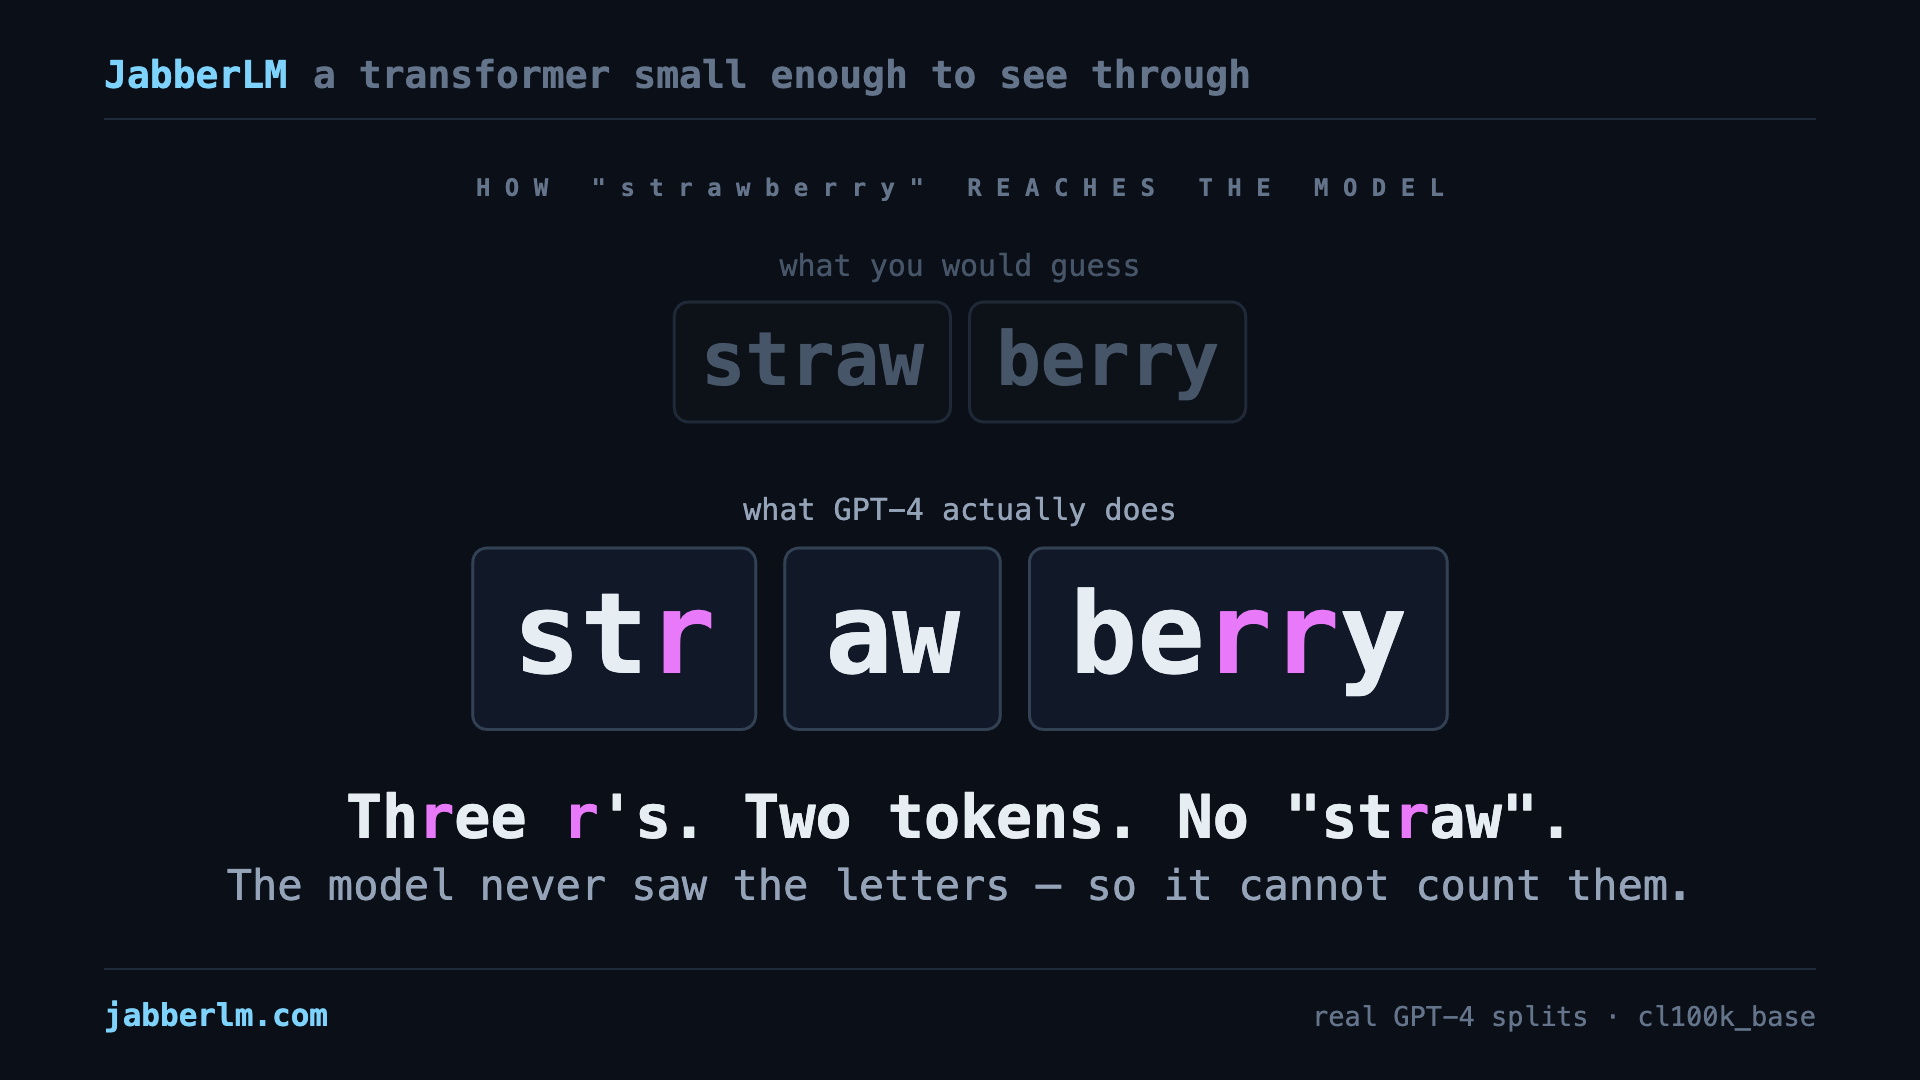 JabberLM a transformer small enough to see through
HOW "strawberry" REACHES THE MODEL
what you would guess
straw berry
what GPT-4 actually does
str aw berry
Three r's. Two tokens. No "straw".
The model never saw the letters — so it cannot count them.
jabberlm.com real GPT-4 splits · cl100k_base